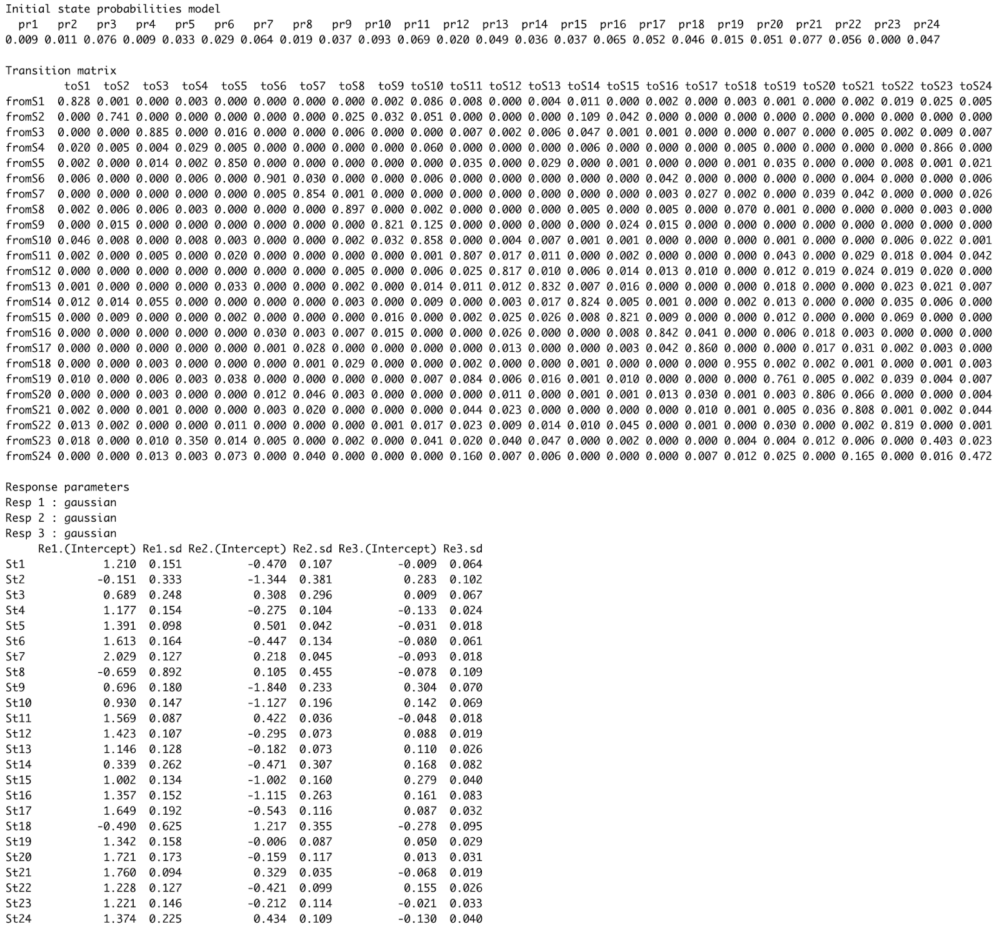 Initial state probabilities model
pr1 pr2 pr3 pr4 pr5 pr6 pr7 pr8 pr9 pr10 pr11 pr12 pr13 pr14 pr15 pr16 pr17 pr18 pr19 pr20 pr21 pr22 pr23 pr24
0.009 0.011 0.076 0.009 0.033 0.029 0.064 0.019 0.037 0.093 0.069 0.020 0.049 0.036 0.037 0.065 0.052 0.046 0.015 0.051 0.077 0.056 0.000 0.047
Transition matrix
toS1 toS2 toS3 toS4 toS5 toS6 toS7 toS8 toS9 toS10 toS11 toS12 toS13 toS14 toS15 toS16 toS17 toS18 toS19 toS20 toS21 toS22 toS23 toS24
fromS1 0.828 0.001 0.000 0.003 0.000 0.000 0.000 0.000 0.002 0.086 0.008 0.000 0.004 0.011 0.000 0.002 0.000 0.003 0.001 0.000 0.002 0.019 0.025 0.005
fromS2 0.000 0.741 0.000 0.000 0.000 0.000 0.000 0.025 0.032 0.051 0.000 0.000 0.000 0.109 0.042 0.000 0.000 0.000 0.000 0.000 0.000 0.000 0.000 0.000
fromS3 0.000 0.000 0.885 0.000 0.016 0.000 0.000 0.006 0.000 0.000 0.007 0.002 0.006 0.047 0.001 0.001 0.000 0.000 0.007 0.000 0.005 0.002 0.009 0.007
fromS4 0.020 0.005 0.004 0.029 0.005 0.000 0.000 0.000 0.000 0.060 0.000 0.000 0.000 0.006 0.000 0.000 0.000 0.005 0.000 0.000 0.000 0.000 0.866 0.000
fromS5 0.002 0.000 0.014 0.002 0.850 0.000 0.000 0.000 0.000 0.000 0.035 0.000 0.029 0.000 0.001 0.000 0.000 0.001 0.035 0.000 0.000 0.008 0.001 0.021
fromS6 0.006 0.000 0.000 0.006 0.000 0.901 0.030 0.000 0.000 0.006 0.000 0.000 0.000 0.000 0.000 0.042 0.000 0.000 0.000 0.000 0.004 0.000 0.000 0.006
fromS7 0.000 0.000 0.000 0.000 0.000 0.005 0.854 0.001 0.000 0.000 0.000 0.000 0.000 0.000 0.000 0.003 0.027 0.002 0.000 0.039 0.042 0.000 0.000 0.026
fromS8 0.002 0.006 0.006 0.003 0.000 0.000 0.000 0.897 0.000 0.002 0.000 0.000 0.000 0.005 0.000 0.005 0.000 0.070 0.001 0.000 0.000 0.000 0.003 0.000
fromS9 0.000 0.015 0.000 0.000 0.000 0.000 0.000 0.000 0.821 0.125 0.000 0.000 0.000 0.000 0.024 0.015 0.000 0.000 0.000 0.000 0.000 0.000 0.000 0.000
fromS10 0.046 0.008 0.000 0.008 0.003 0.000 0.000 0.002 0.032 0.858 0.000 0.004 0.007 0.001 0.001 0.000 0.000 0.000 0.001 0.000 0.000 0.006 0.022 0.001
fromS11 0.002 0.000 0.005 0.000 0.020 0.000 0.000 0.000 0.000 0.001 0.807 0.017 0.011 0.000 0.002 0.000 0.000 0.000 0.043 0.000 0.029 0.018 0.004 0.042
fromS12 0.000 0.000 0.000 0.000 0.000 0.000 0.000 0.005 0.000 0.006 0.025 0.817 0.010 0.006 0.014 0.013 0.010 0.000 0.012 0.019 0.024 0.019 0.020 0.000
fromS13 0.001 0.000 0.000 0.000 0.033 0.000 0.000 0.002 0.000 0.014 0.011 0.012 0.832 0.007 0.016 0.000 0.000 0.000 0.018 0.000 0.000 0.023 0.021 0.007
fromS14 0.012 0.014 0.055 0.000 0.000 0.000 0.000 0.003 0.000 0.009 0.000 0.003 0.017 0.824 0.005 0.001 0.000 0.002 0.013 0.000 0.000 0.035 0.006 0.000
fromS15 0.000 0.009 0.000 0.000 0.002 0.000 0.000 0.000 0.016 0.000 0.002 0.025 0.026 0.008 0.821 0.009 0.000 0.000 0.012 0.000 0.000 0.069 0.000 0.000
fromS16 0.000 0.000 0.000 0.000 0.000 0.030 0.003 0.007 0.015 0.000 0.000 0.026 0.000 0.000 0.008 0.842 0.041 0.000 0.006 0.018 0.003 0.000 0.000 0.000
fromS17 0.000 0.000 0.000 0.000 0.000 0.001 0.028 0.000 0.000 0.000 0.000 0.013 0.000 0.000 0.003 0.042 0.860 0.000 0.000 0.017 0.031 0.002 0.003 0.000
fromS18 0.000 0.000 0.003 0.000 0.000 0.000 0.001 0.029 0.000 0.000 0.002 0.000 0.000 0.001 0.000 0.000 0.000 0.955 0.002 0.002 0.001 0.000 0.001 0.003
fromS19 0.010 0.000 0.006 0.003 0.038 0.000 0.000 0.000 0.000 0.007 0.084 0.006 0.016 0.001 0.010 0.000 0.000 0.000 0.761 0.005 0.002 0.039 0.004 0.007
fromS20 0.000 0.000 0.003 0.000 0.000 0.012 0.046 0.003 0.000 0.000 0.000 0.011 0.000 0.001 0.001 0.013 0.030 0.001 0.003 0.806 0.066 0.000 0.000 0.004
fromS21 0.002 0.000 0.001 0.000 0.000 0.003 0.020 0.000 0.000 0.000 0.044 0.023 0.000 0.000 0.000 0.000 0.010 0.001 0.005 0.036 0.808 0.001 0.002 0.044
fromS22 0.013 0.002 0.000 0.000 0.011 0.000 0.000 0.000 0.001 0.017 0.023 0.009 0.014 0.010 0.045 0.000 0.001 0.000 0.030 0.000 0.002 0.819 0.000 0.001
fromS23 0.018 0.000 0.010 0.350 0.014 0.005 0.000 0.002 0.000 0.041 0.020 0.040 0.047 0.000 0.002 0.000 0.000 0.004 0.004 0.012 0.006 0.000 0.403 0.023
fromS24 0.000 0.000 0.013 0.003 0.073 0.000 0.040 0.000 0.000 0.000 0.160 0.007 0.006 0.000 0.000 0.000 0.007 0.012 0.025 0.000 0.165 0.000 0.016 0.472
Response parameters
Resp 1 : gaussian
Resp 2 : gaussian
Resp 3 : gaussian
Re1.(Intercept) Re1.sd Re2.(Intercept) Re2.sd Re3.(Intercept) Re3.sd
St1 1.210 0.151 -0.470 0.107 -0.009 0.064
St2 -0.151 0.333 -1.344 0.381 0.283 0.102
St3 0.689 0.248 0.308 0.296 0.009 0.067
St4 1.177 0.154 -0.275 0.104 -0.133 0.024
St5 1.391 0.098 0.501 0.042 -0.031 0.018
St6 1.613 0.164 -0.447 0.134 -0.080 0.061
St7 2.029 0.127 0.218 0.045 -0.093 0.018
St8 -0.659 0.892 0.105 0.455 -0.078 0.109
St9 0.696 0.180 -1.840 0.233 0.304 0.070
St10 0.930 0.147 -1.127 0.196 0.142 0.069
St11 1.569 0.087 0.422 0.036 -0.048 0.018
St12 1.423 0.107 -0.295 0.073 0.088 0.019
St13 1.146 0.128 -0.182 0.073 0.110 0.026
St14 0.339 0.262 -0.471 0.307 0.168 0.082
St15 1.002 0.134 -1.002 0.160 0.279 0.040
St16 1.357 0.152 -1.115 0.263 0.161 0.083
St17 1.649 0.192 -0.543 0.116 0.087 0.032
St18 -0.490 0.625 1.217 0.355 -0.278 0.095
St19 1.342 0.158 -0.006 0.087 0.050 0.029
St20 1.721 0.173 -0.159 0.117 0.013 0.031
St21 1.760 0.094 0.329 0.035 -0.068 0.019
St22 1.228 0.127 -0.421 0.099 0.155 0.026
St23 1.221 0.146 -0.212 0.114 -0.021 0.033
St24 1.374 0.225 0.434 0.109 -0.130 0.040